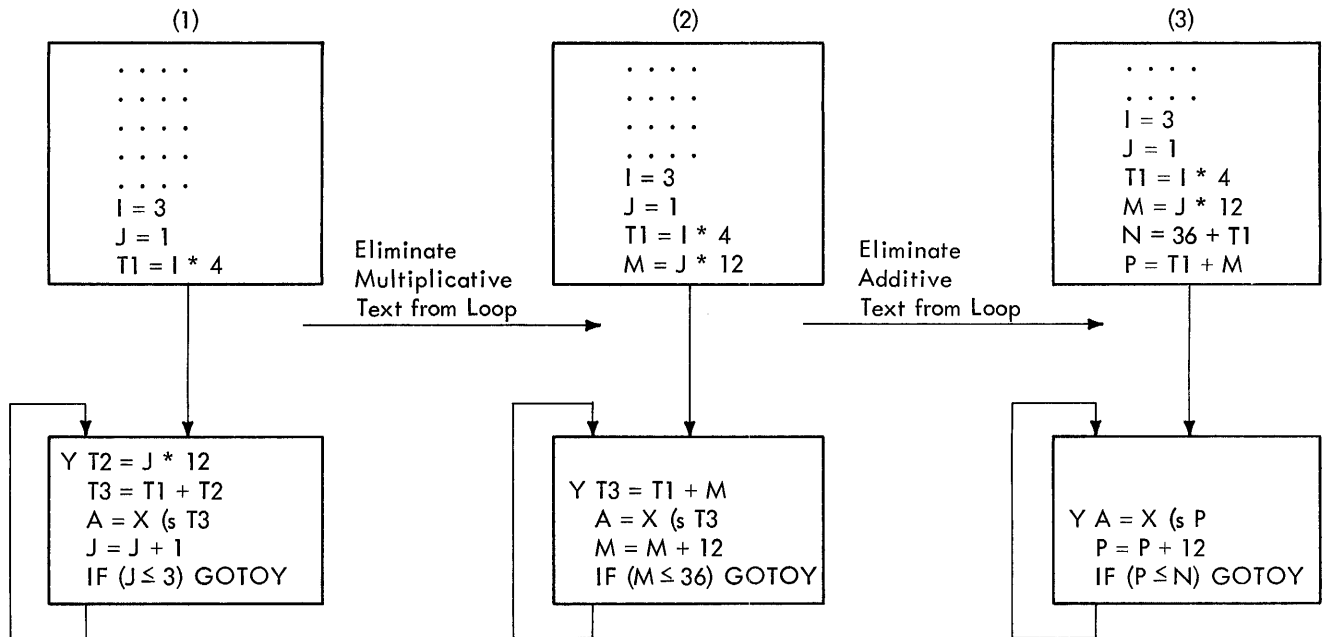 (1)
. . . .
. . . .
. . . .
. . . .
. . . .
I = 3
J = 1
T1 = I * 4
Y T2 = J * 12
T3 = T1 + T2
A = X (s T3
J = J + 1
IF (J ≤ 3) GOTOY
Eliminate
Multiplicative
Text from Loop
(2)
. . . .
. . . .
. . . .
. . . .
I = 3
J = 1
T1 = I * 4
M = J * 12
Y T3 = T1 + M
A = X (s T3
M = M + 12
IF (M ≤ 36) GOTOY
Eliminate
Additive
Text from Loop
(3)
. . . .
. . . .
I = 3
J = 1
T1 = I * 4
M = J * 12
N = 36 + T1
P = T1 + M
Y A = X (s P
P = P + 12
IF (P ≤ N) GOTOY